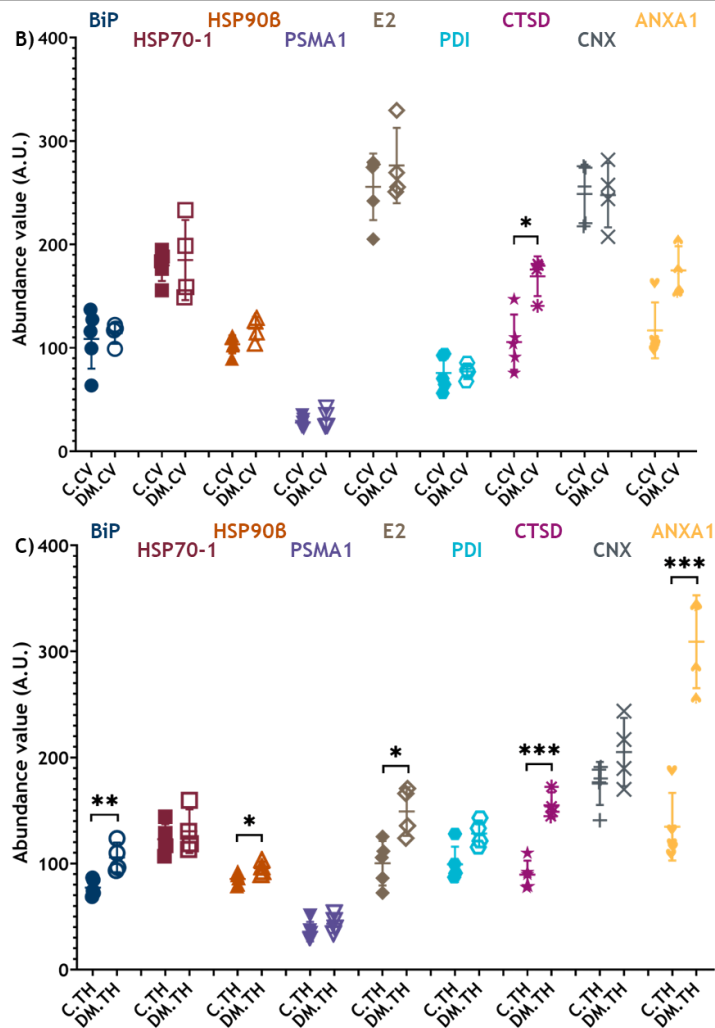 BiP HSP90ß E2 CTSD ANXA1
B) HSP70-1 PSMA1 PDI CNX
400
300
200
100
0
Abundance value (A.U.)
*
C.CV DM.CV C.CV DM.CV C.CV DM.CV C.CV DM.CV C.CV DM.CV C.CV DM.CV C.CV DM.CV C.CV DM.CV C.CV DM.CV
BiP HSP90ß E2 CTSD ANXA1
C) HSP70-1 PSMA1 PDI CNX
400
300
200
100
0
Abundance value (A.U.)
***
*
***
**
*
C.TH DM.TH C.TH DM.TH C.TH DM.TH C.TH DM.TH C.TH DM.TH C.TH DM.TH C.TH DM.TH C.TH DM.TH C.TH DM.TH